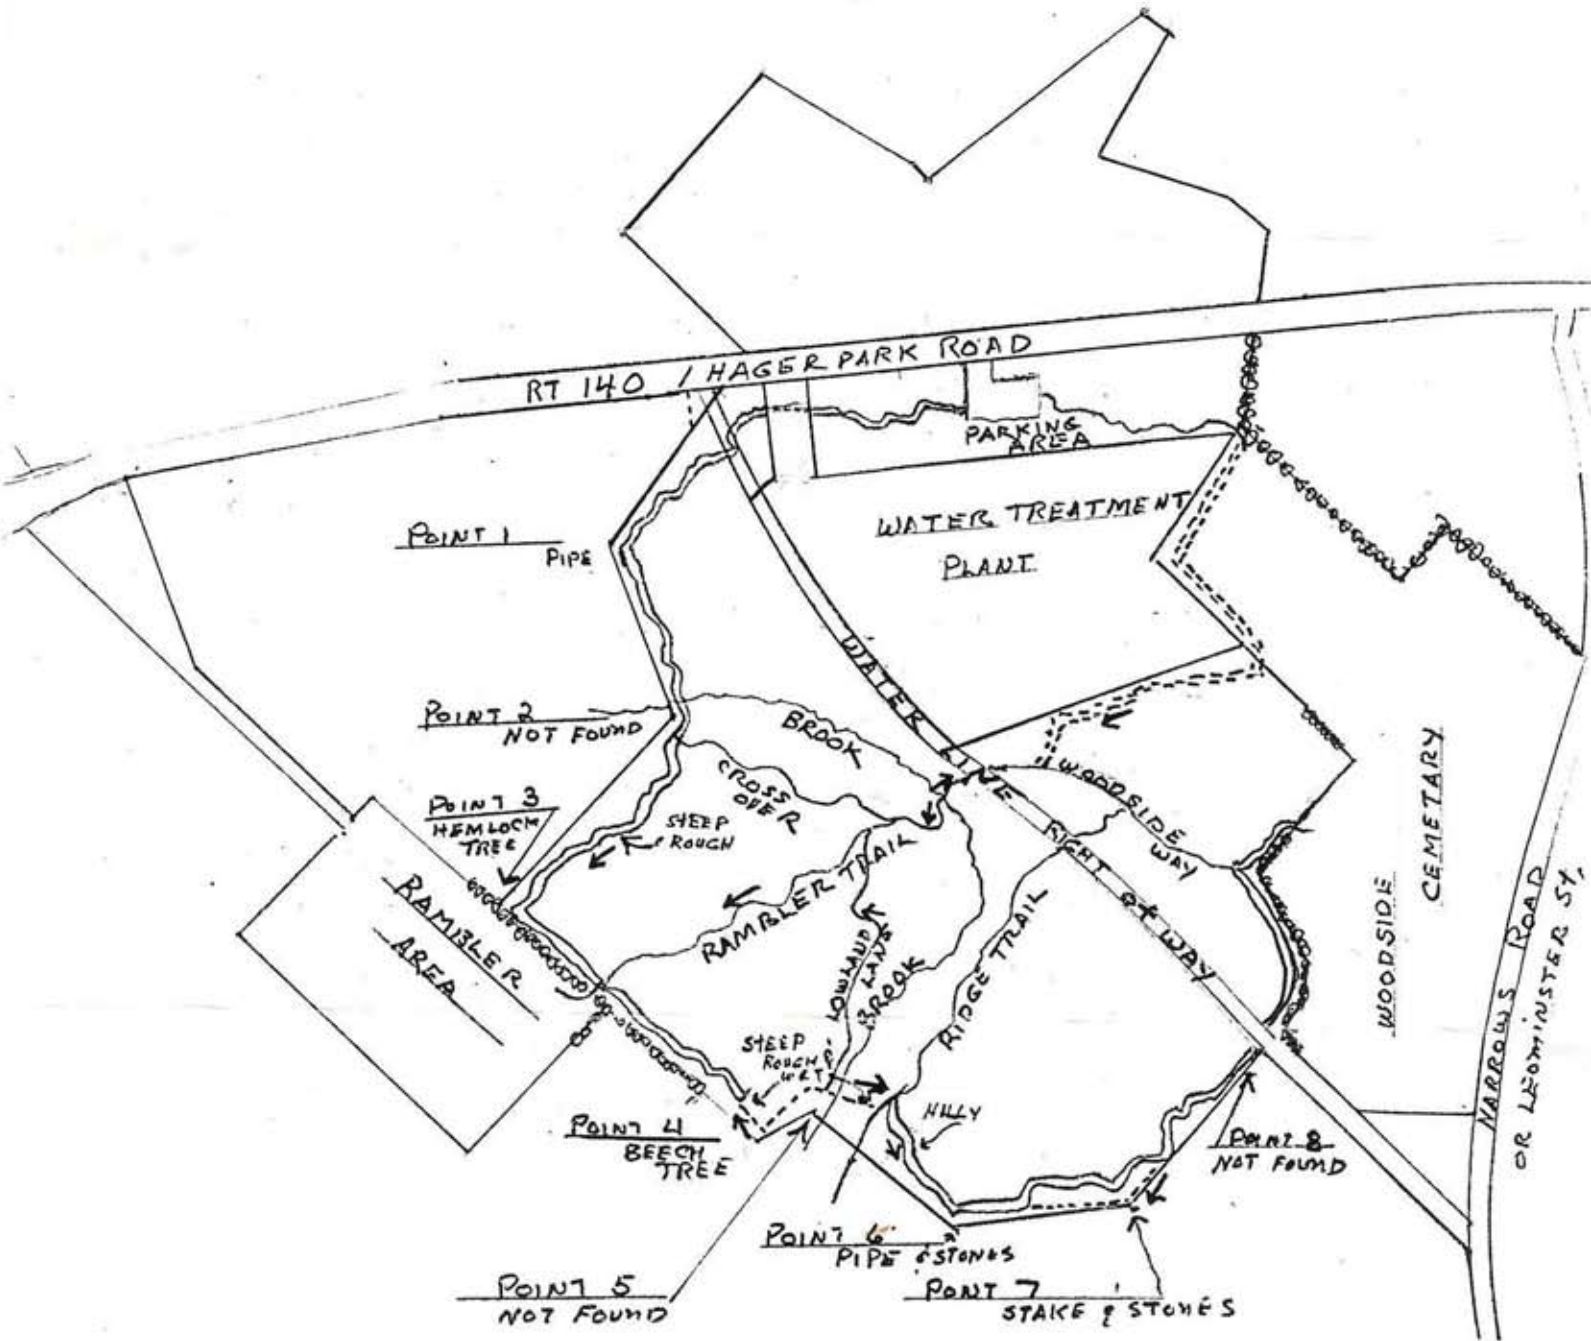 RT 140 / HAGER PARK ROAD
PARKING
AREA
WATER TREATMENT
PLANT
POINT 1
PIPE
POINT 2
NOT FOUND
POINT 3
HEMLOCK
TREE
STEEP
ROUGH
CROSS
OVER
BROOK
WATER LINE RIGHT OF WAY
WOODSIDE WAY
RAMBLER
AREA
RAMBLER TRAIL
LOWLAND
LANE
BROOK
RIDGE TRAIL
WOODSIDE
CEMETARY
NARROWS ROAD
OR LEOMINSTER ST.
STEEP
ROUGH &
WET
HILLY
POINT 4
BEECH
TREE
POINT 8
NOT FOUND
POINT 6
PIPE & STONES
POINT 5
NOT FOUND
PONT 7
STAKE & STONES